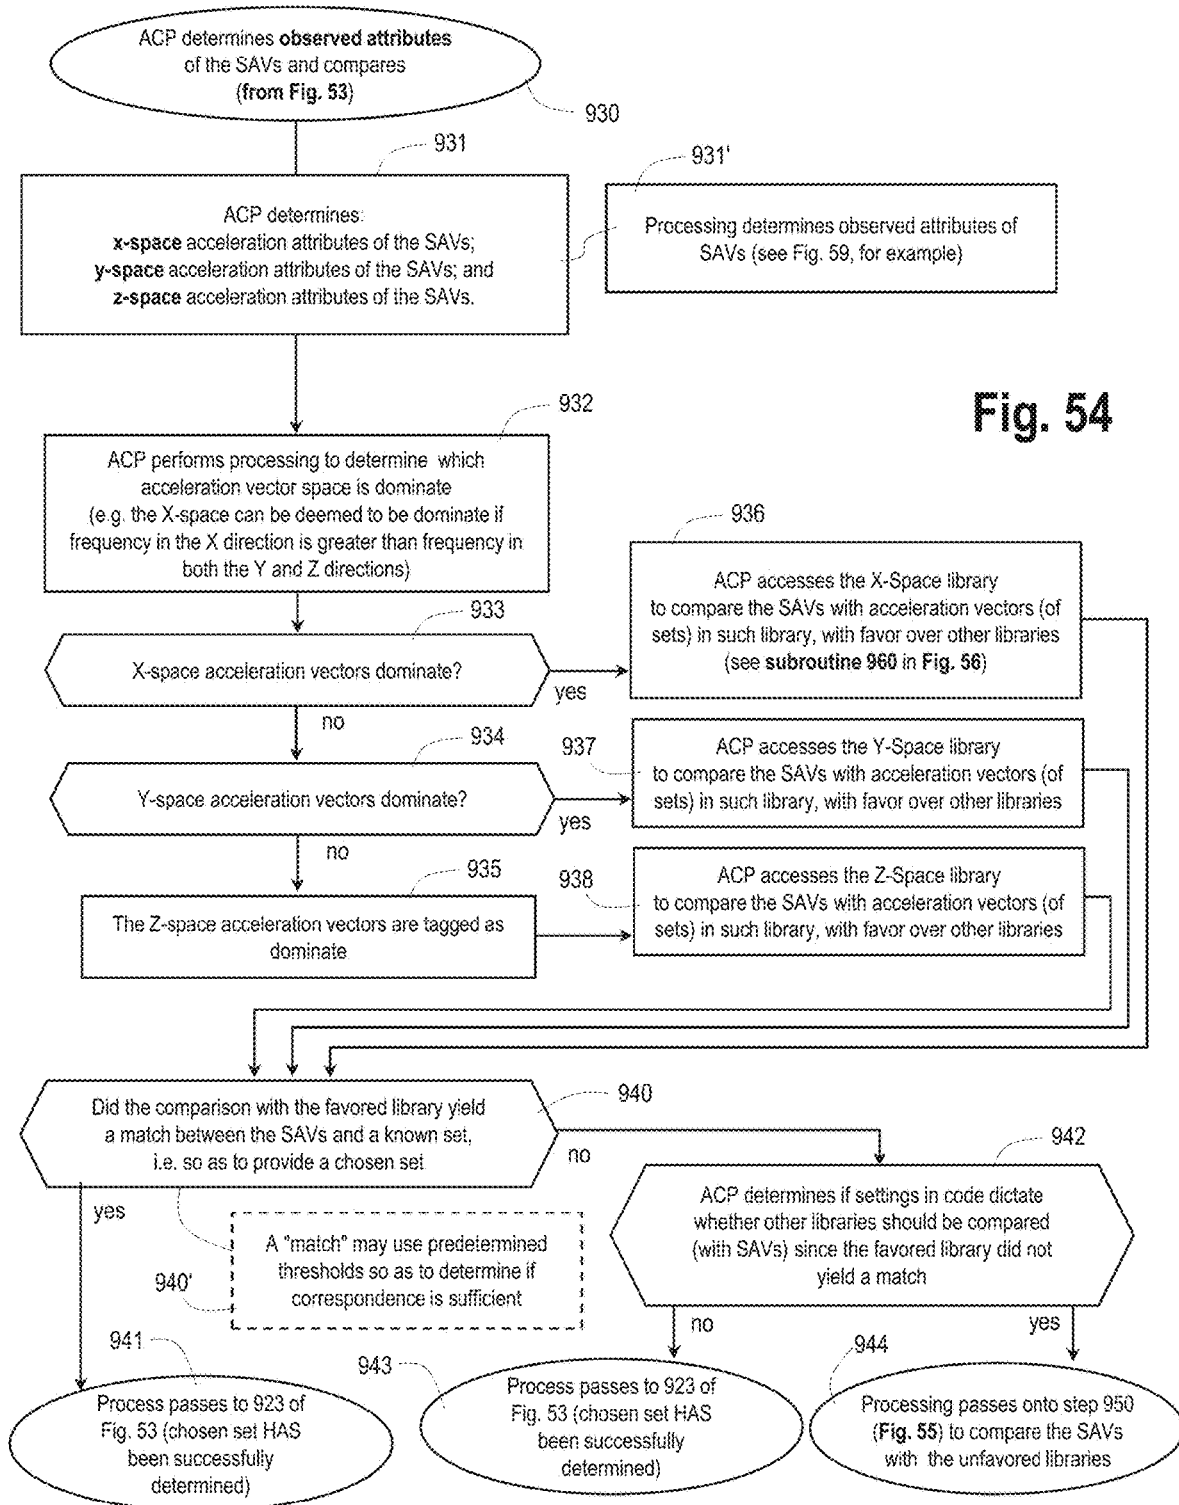 ACP determines observed attributes
of the SAVs and compares
(from Fig. 53)
930
931
ACP determines:
x-space acceleration attributes of the SAVs;
y-space acceleration attributes of the SAVs; and
z-space acceleration attributes of the SAVs.
931'
Processing determines observed attributes of
SAVs (see Fig. 59, for example)
Fig. 54
932
ACP performs processing to determine which
acceleration vector space is dominate
(e.g. the X-space can be deemed to be dominate if
frequency in the X direction is greater than frequency in
both the Y and Z directions)
933
X-space acceleration vectors dominate?
yes
no
936
ACP accesses the X-Space library
to compare the SAVs with acceleration vectors (of
sets) in such library, with favor over other libraries
(see subroutine 960 in Fig. 56)
934
Y-space acceleration vectors dominate?
yes
no
937
ACP accesses the Y-Space library
to compare the SAVs with acceleration vectors (of
sets) in such library, with favor over other libraries
935
The Z-space acceleration vectors are tagged as
dominate
938
ACP accesses the Z-Space library
to compare the SAVs with acceleration vectors (of
sets) in such library, with favor over other libraries
940
Did the comparison with the favored library yield
a match between the SAVs and a known set,
i.e. so as to provide a chosen set
no
yes
940'
A "match" may use predetermined
thresholds so as to determine if
correspondence is sufficient
942
ACP determines if settings in code dictate
whether other libraries should be compared
(with SAVs) since the favored library did not
yield a match
no
yes
941
Process passes to 923 of
Fig. 53 (chosen set HAS
been successfully
determined)
943
Process passes to 923 of
Fig. 53 (chosen set HAS
been successfully
determined)
944
Processing passes onto step 950
(Fig. 55) to compare the SAVs
with the unfavored libraries